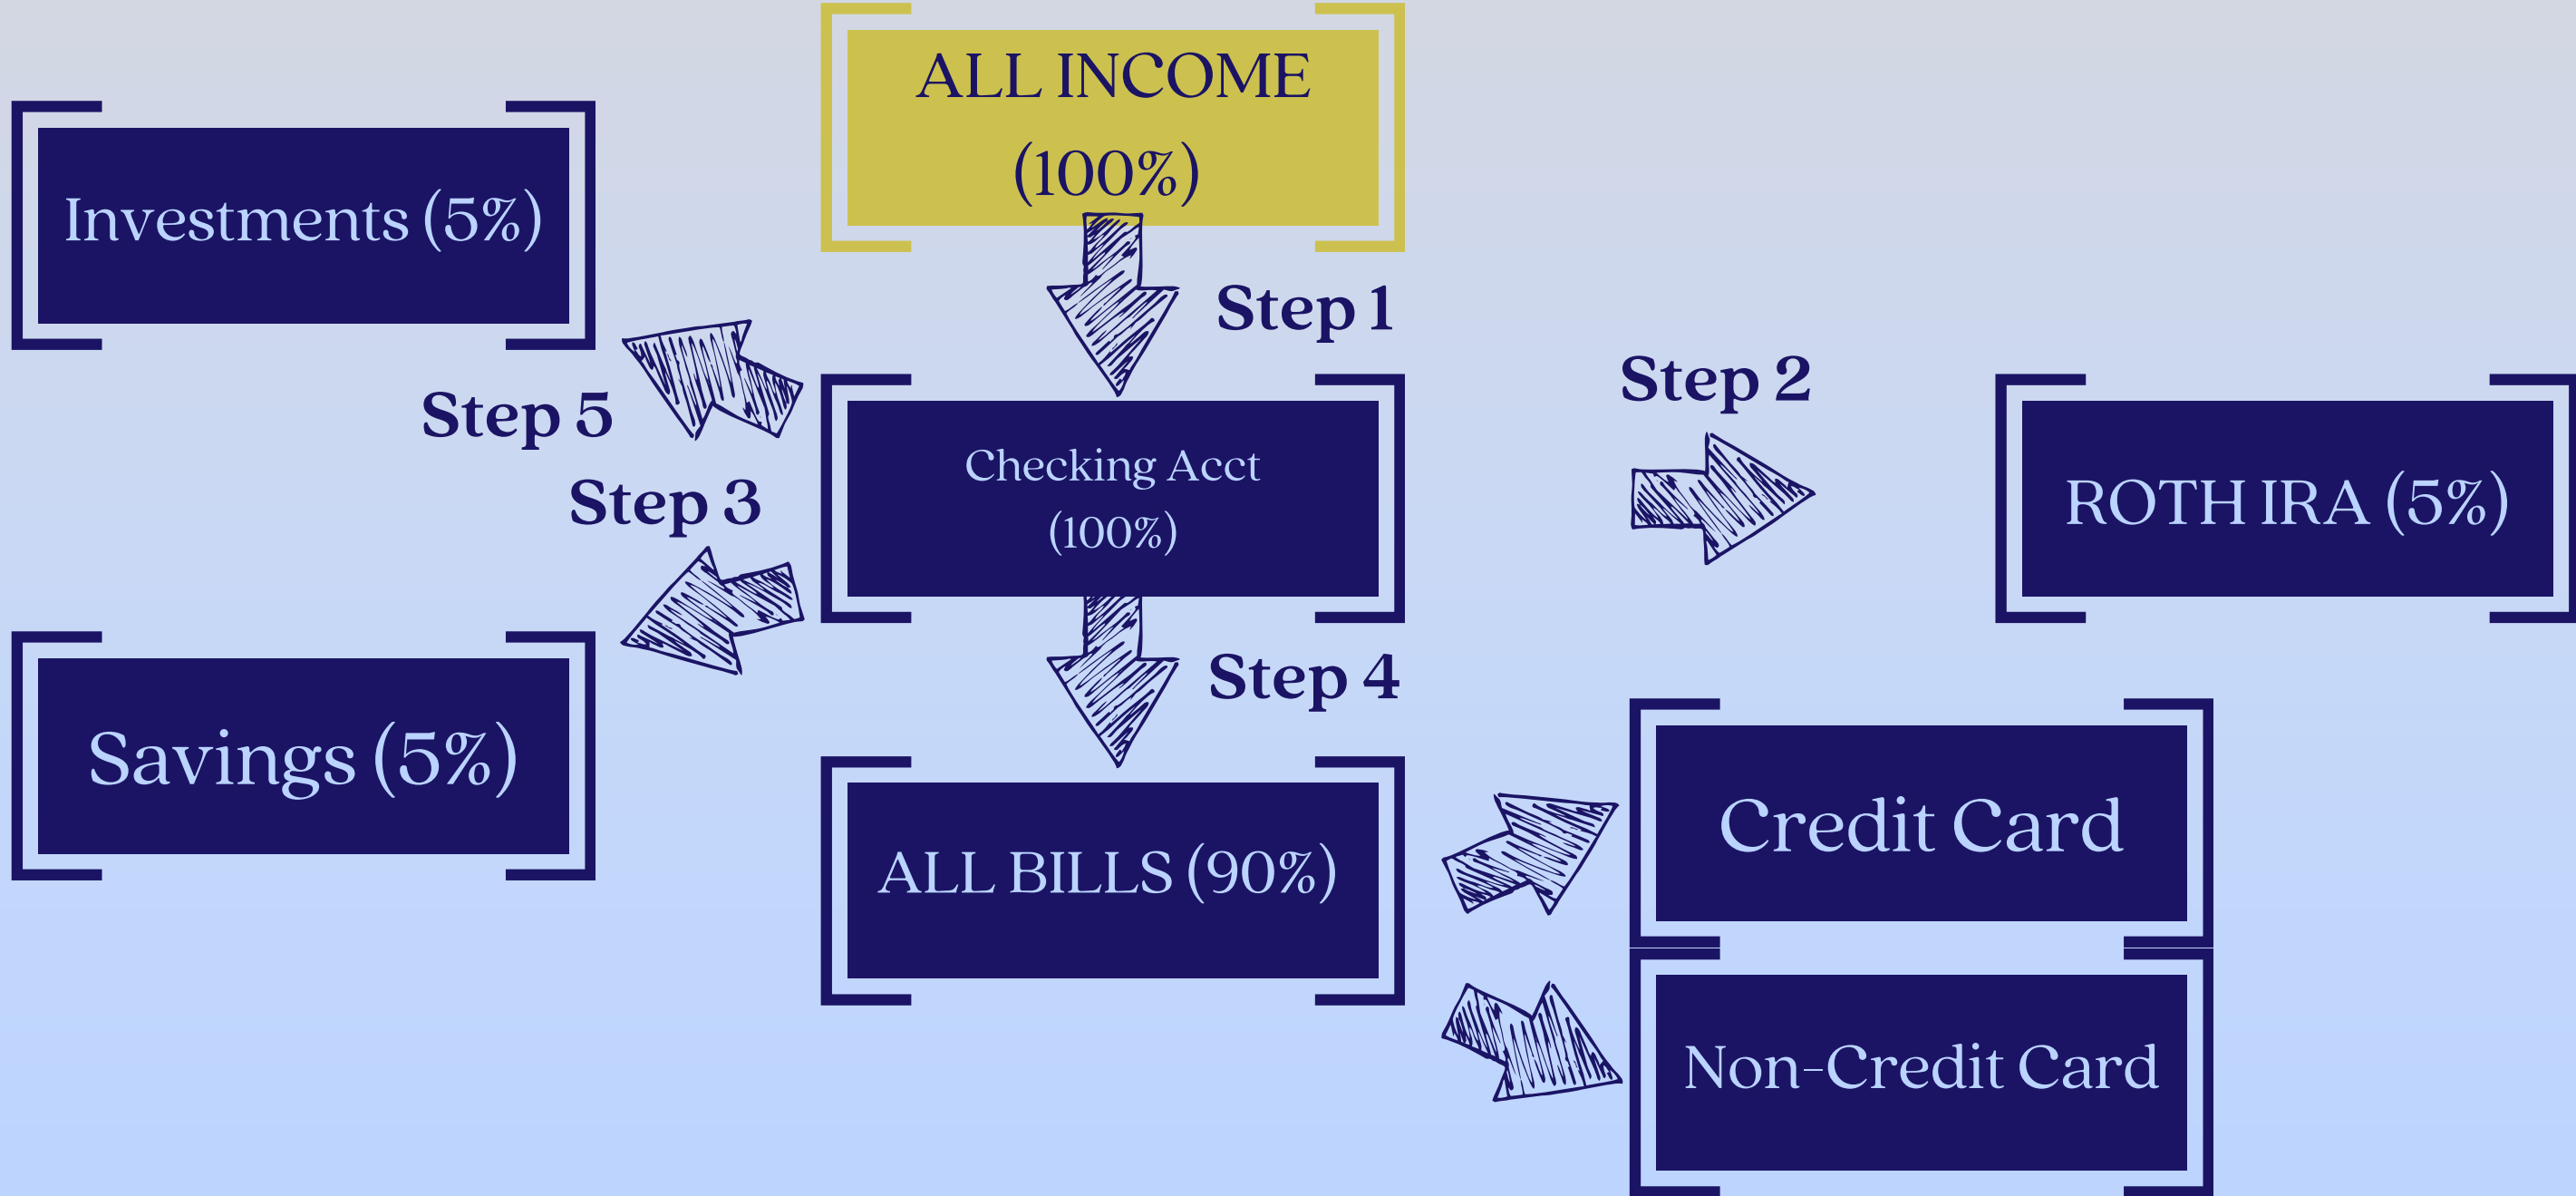 ALL INCOME
(100%)
Investments (5%)
Step 1
Step 2
Step 5
Step 3
Checking Acct
(100%)
ROTH IRA (5%)
Step 4
Savings (5%)
ALL BILLS (90%)
Credit Card
Non-Credit Card